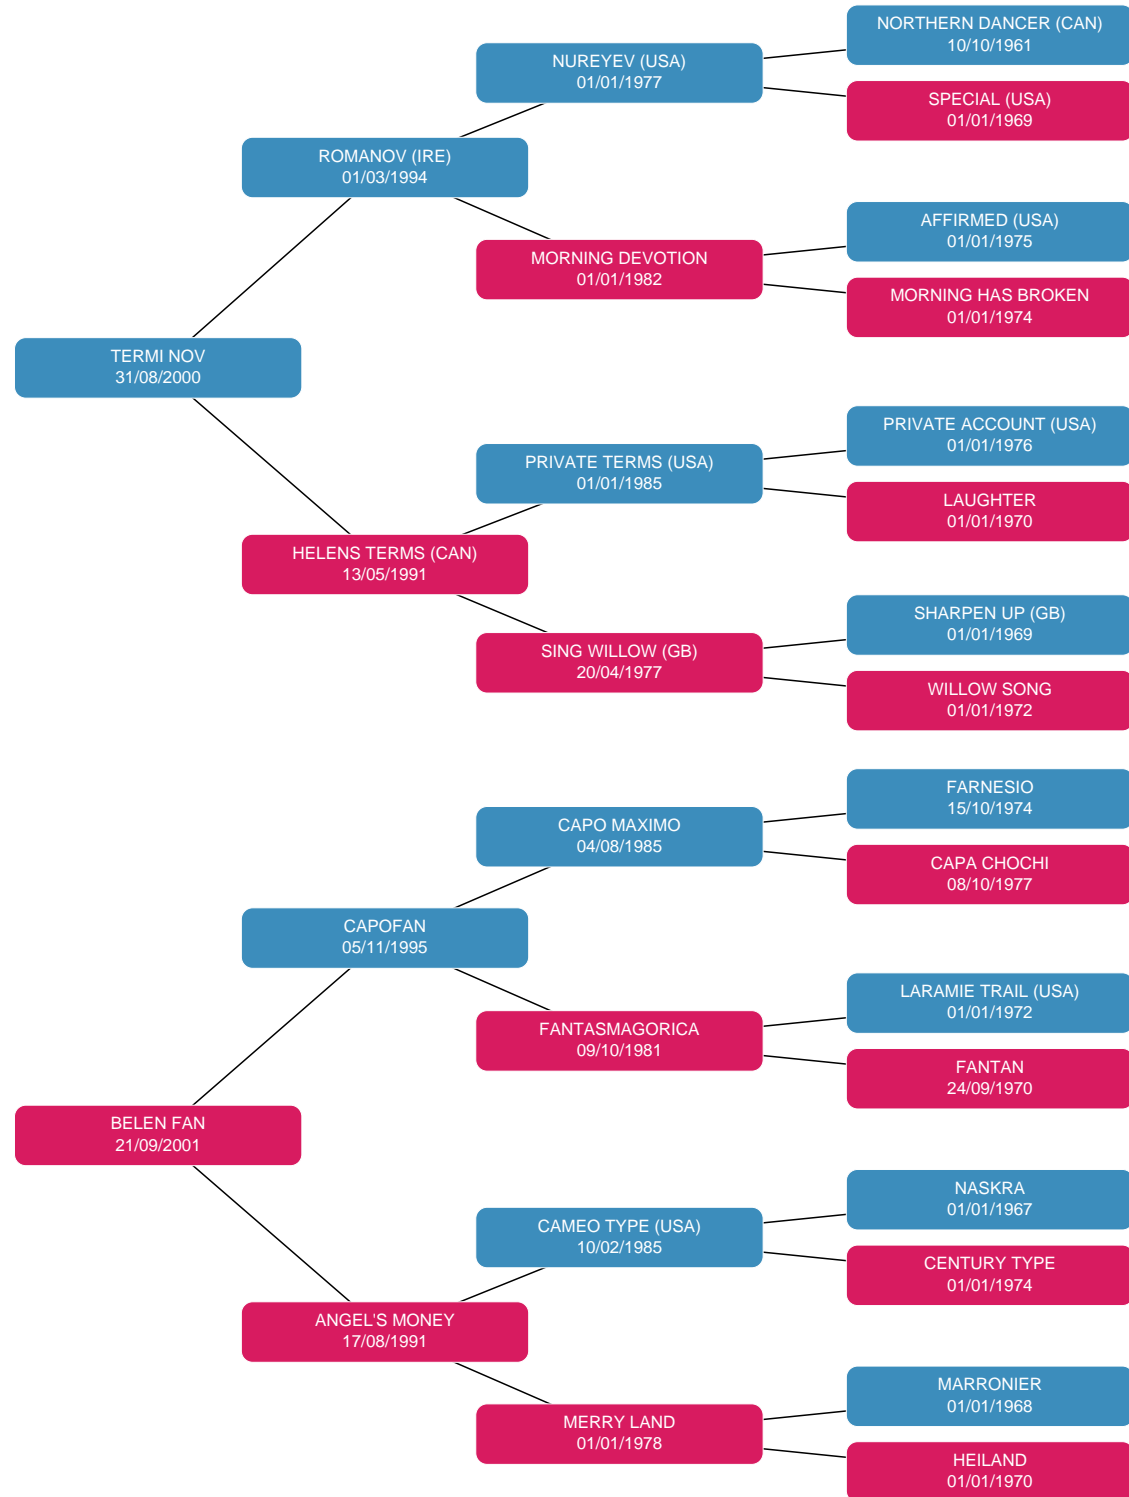 NORTHERN DANCER (CAN)
10/10/1961
NUREYEV (USA)
01/01/1977
SPECIAL (USA)
01/01/1969
ROMANOV (IRE)
01/03/1994
AFFIRMED (USA)
01/01/1975
MORNING DEVOTION
01/01/1982
MORNING HAS BROKEN
01/01/1974
TERMI NOV
31/08/2000
PRIVATE ACCOUNT (USA)
01/01/1976
PRIVATE TERMS (USA)
01/01/1985
LAUGHTER
01/01/1970
HELENS TERMS (CAN)
13/05/1991
SHARPEN UP (GB)
01/01/1969
SING WILLOW (GB)
20/04/1977
WILLOW SONG
01/01/1972
FARNESIO
15/10/1974
CAPO MAXIMO
04/08/1985
CAPA CHOCHI
08/10/1977
CAPOFAN
05/11/1995
LARAMIE TRAIL (USA)
01/01/1972
FANTASMAGORICA
09/10/1981
FANTAN
24/09/1970
BELEN FAN
21/09/2001
NASKRA
01/01/1967
CAMEO TYPE (USA)
10/02/1985
CENTURY TYPE
01/01/1974
ANGEL'S MONEY
17/08/1991
MARRONIER
01/01/1968
MERRY LAND
01/01/1978
HEILAND
01/01/1970